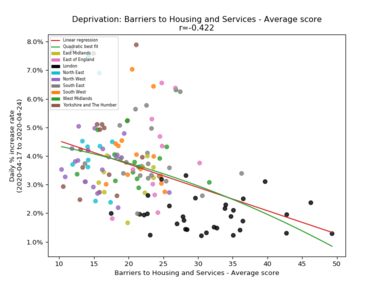 Deprivation: Barriers to Housing and Services - Average score
r=-0.422
Daily % increase rate
(2020-04-17 to 2020-04-24)
8.0%
7.0%
6.0%
5.0%
4.0%
3.0%
2.0%
1.0%
Linear regression
Quadratic best fit
East Midlands
East of England
London
North East
North West
South East
South West
West Midlands
Yorkshire and The Humber
10 15 20 25 30 35 40 45 50
Barriers to Housing and Services - Average score